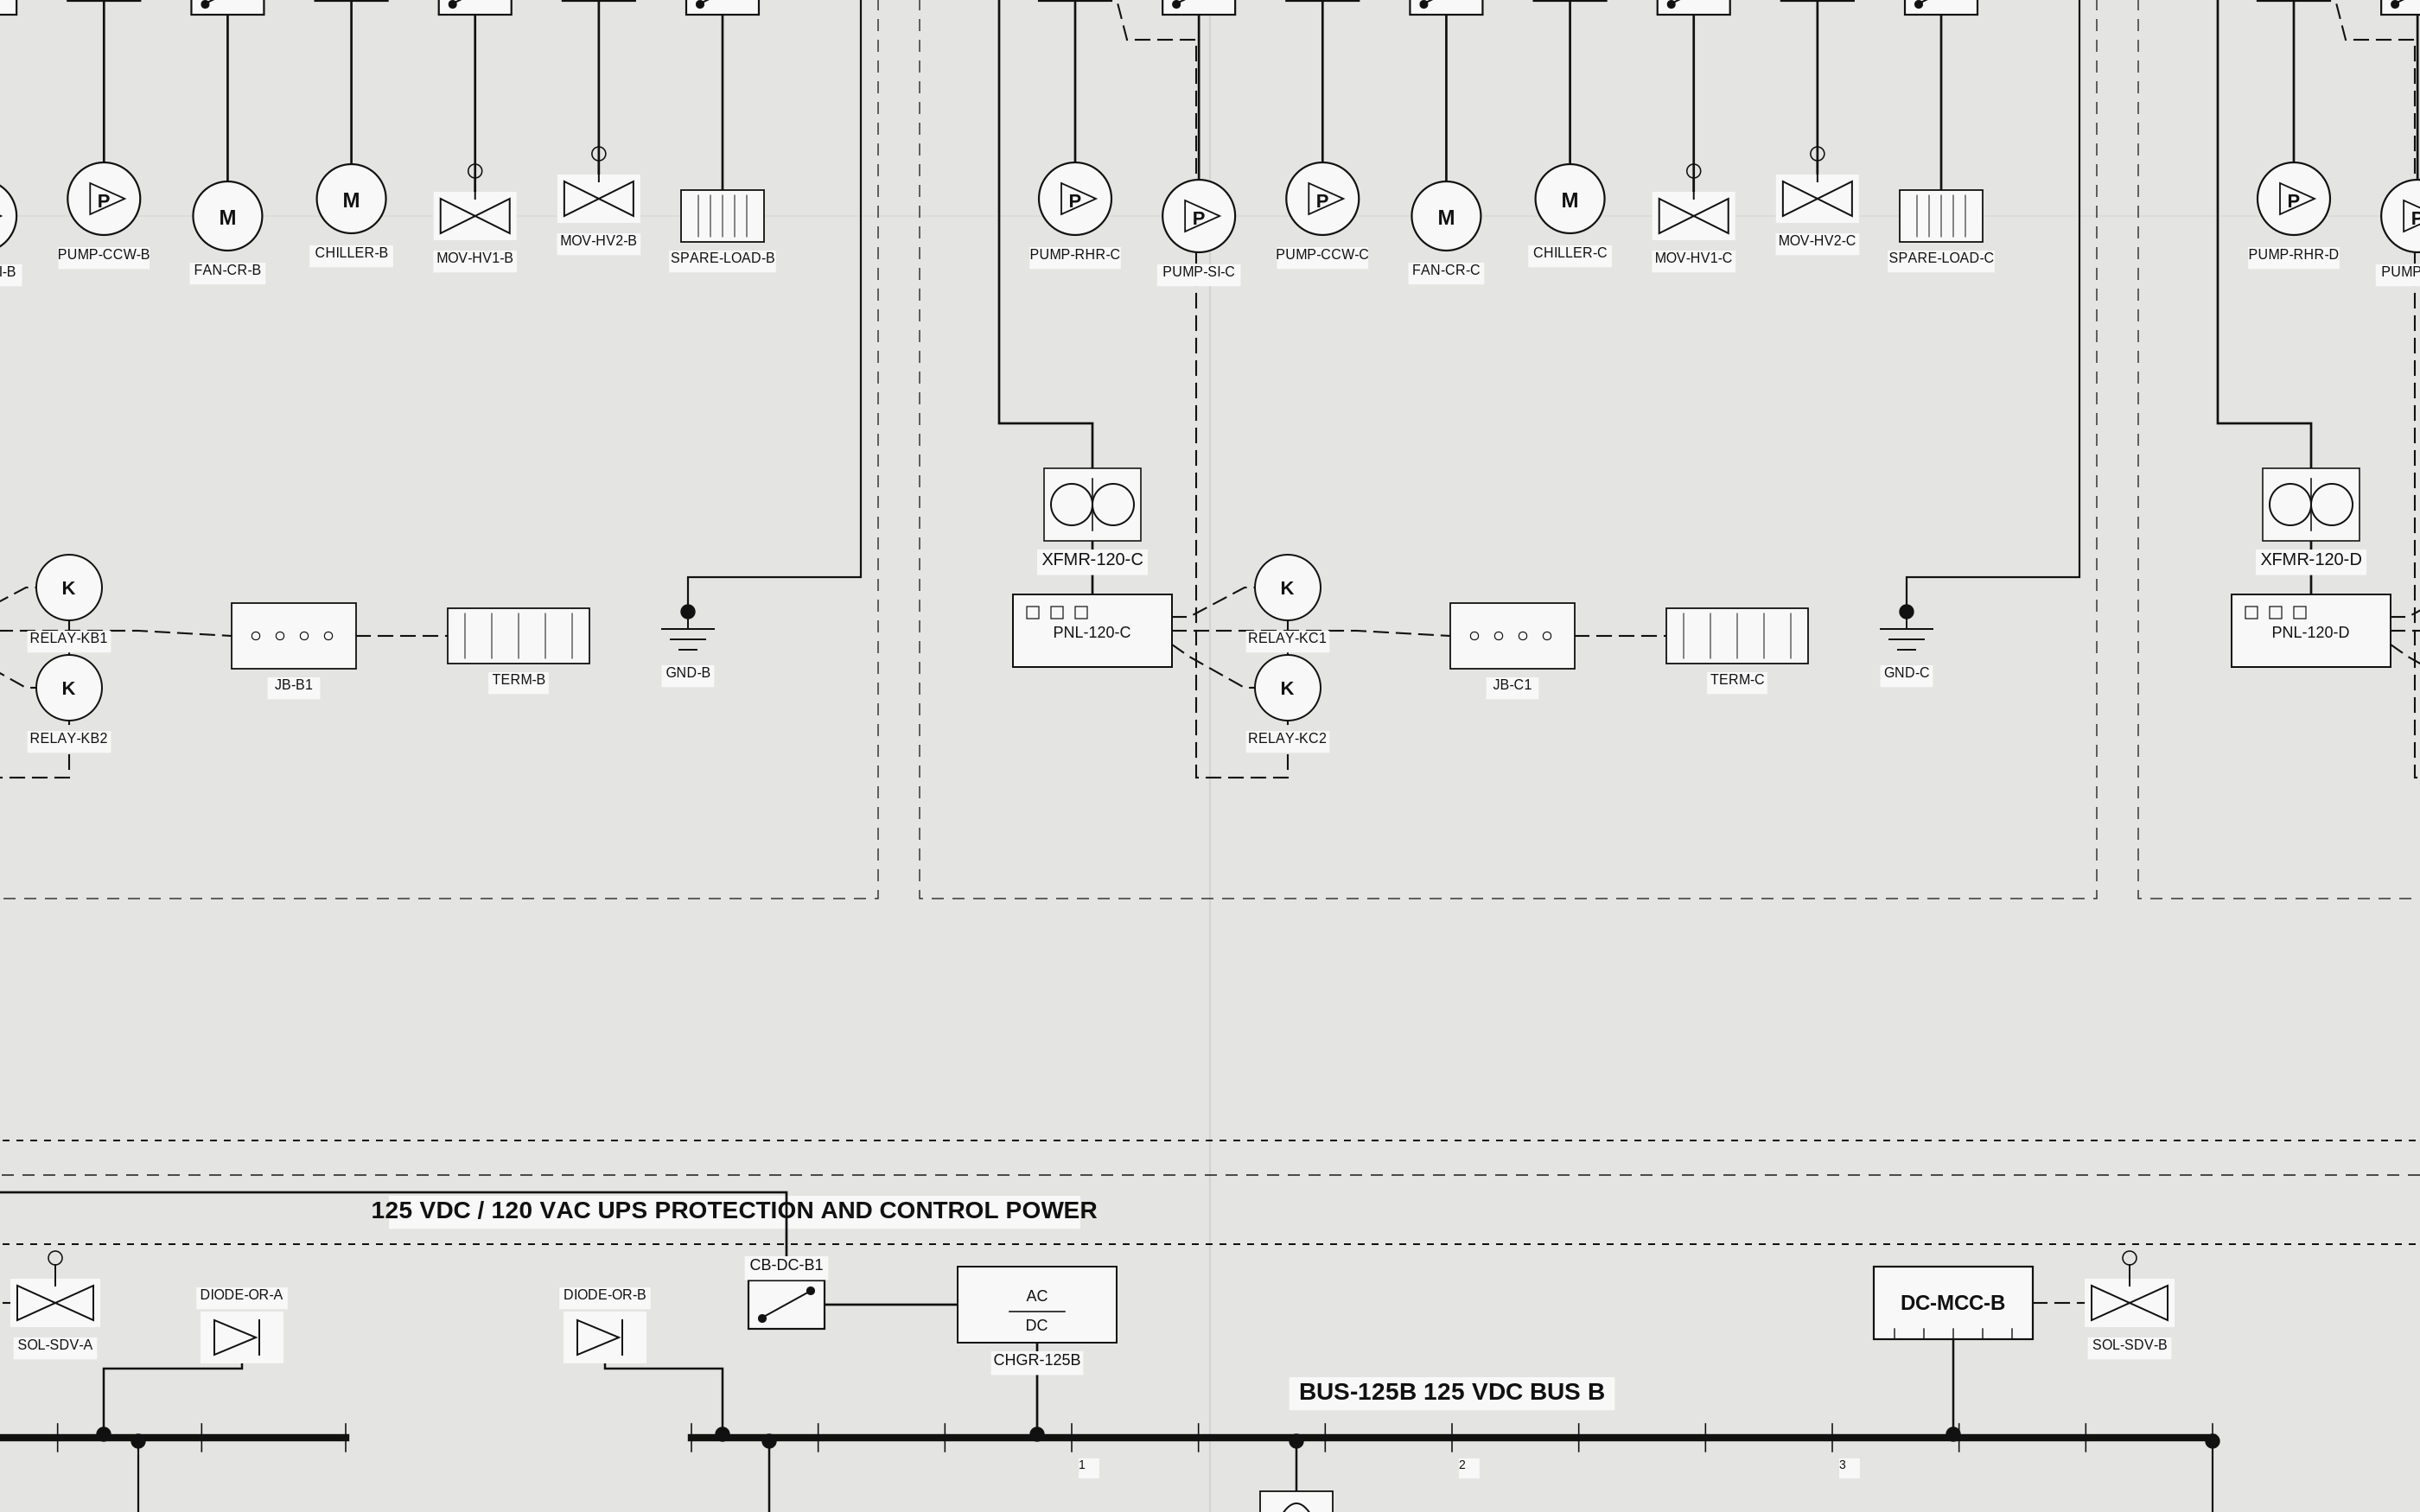 P
M
M
P
P
P
M
M
P
P
I-B
PUMP-CCW-B
FAN-CR-B
CHILLER-B
MOV-HV1-B
MOV-HV2-B
SPARE-LOAD-B
PUMP-RHR-C
PUMP-SI-C
PUMP-CCW-C
FAN-CR-C
CHILLER-C
MOV-HV1-C
MOV-HV2-C
SPARE-LOAD-C
PUMP-RHR-D
PUMP
XFMR-120-C
XFMR-120-D
K
RELAY-KB1
K
RELAY-KB2
JB-B1
TERM-B
GND-B
PNL-120-C
K
RELAY-KC1
K
RELAY-KC2
JB-C1
TERM-C
GND-C
PNL-120-D
125 VDC / 120 VAC UPS PROTECTION AND CONTROL POWER
SOL-SDV-A
DIODE-OR-A
DIODE-OR-B
CB-DC-B1
AC
DC
CHGR-125B
DC-MCC-B
SOL-SDV-B
BUS-125B 125 VDC BUS B
1
2
3